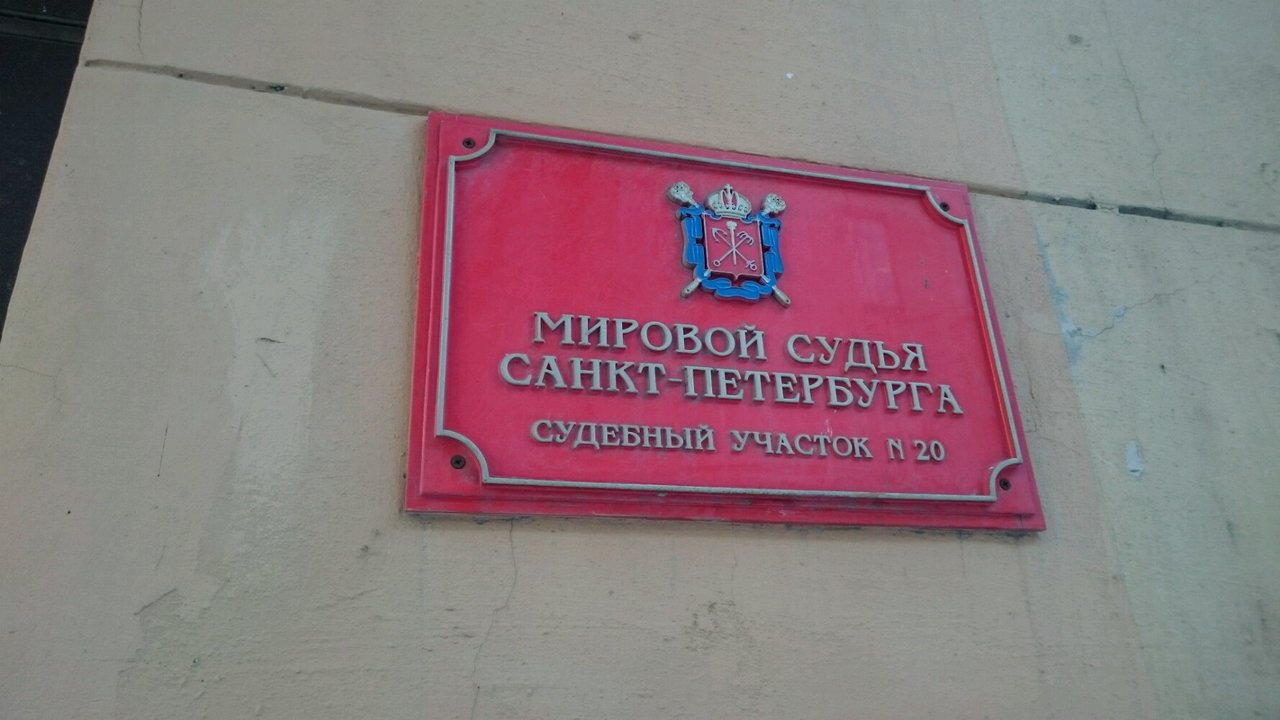 МИРОВОЙ СУДЬЯ
САНКТ-ПЕТЕРБУРГА
СУДЕБНЫЙ УЧАСТОК N 20